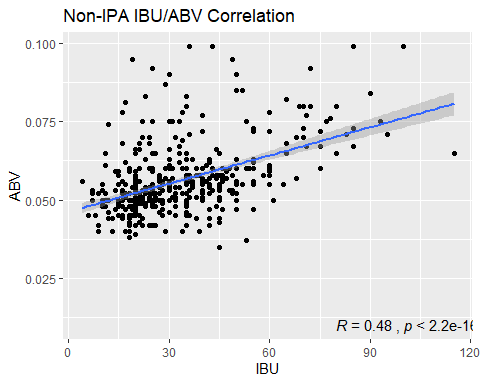 Non-IPA IBU/ABV Correlation
0.100
0.075
0.050
0.025
ABV
R = 0.48 , p < 2.2e-16
0
30
60
90
120
IBU